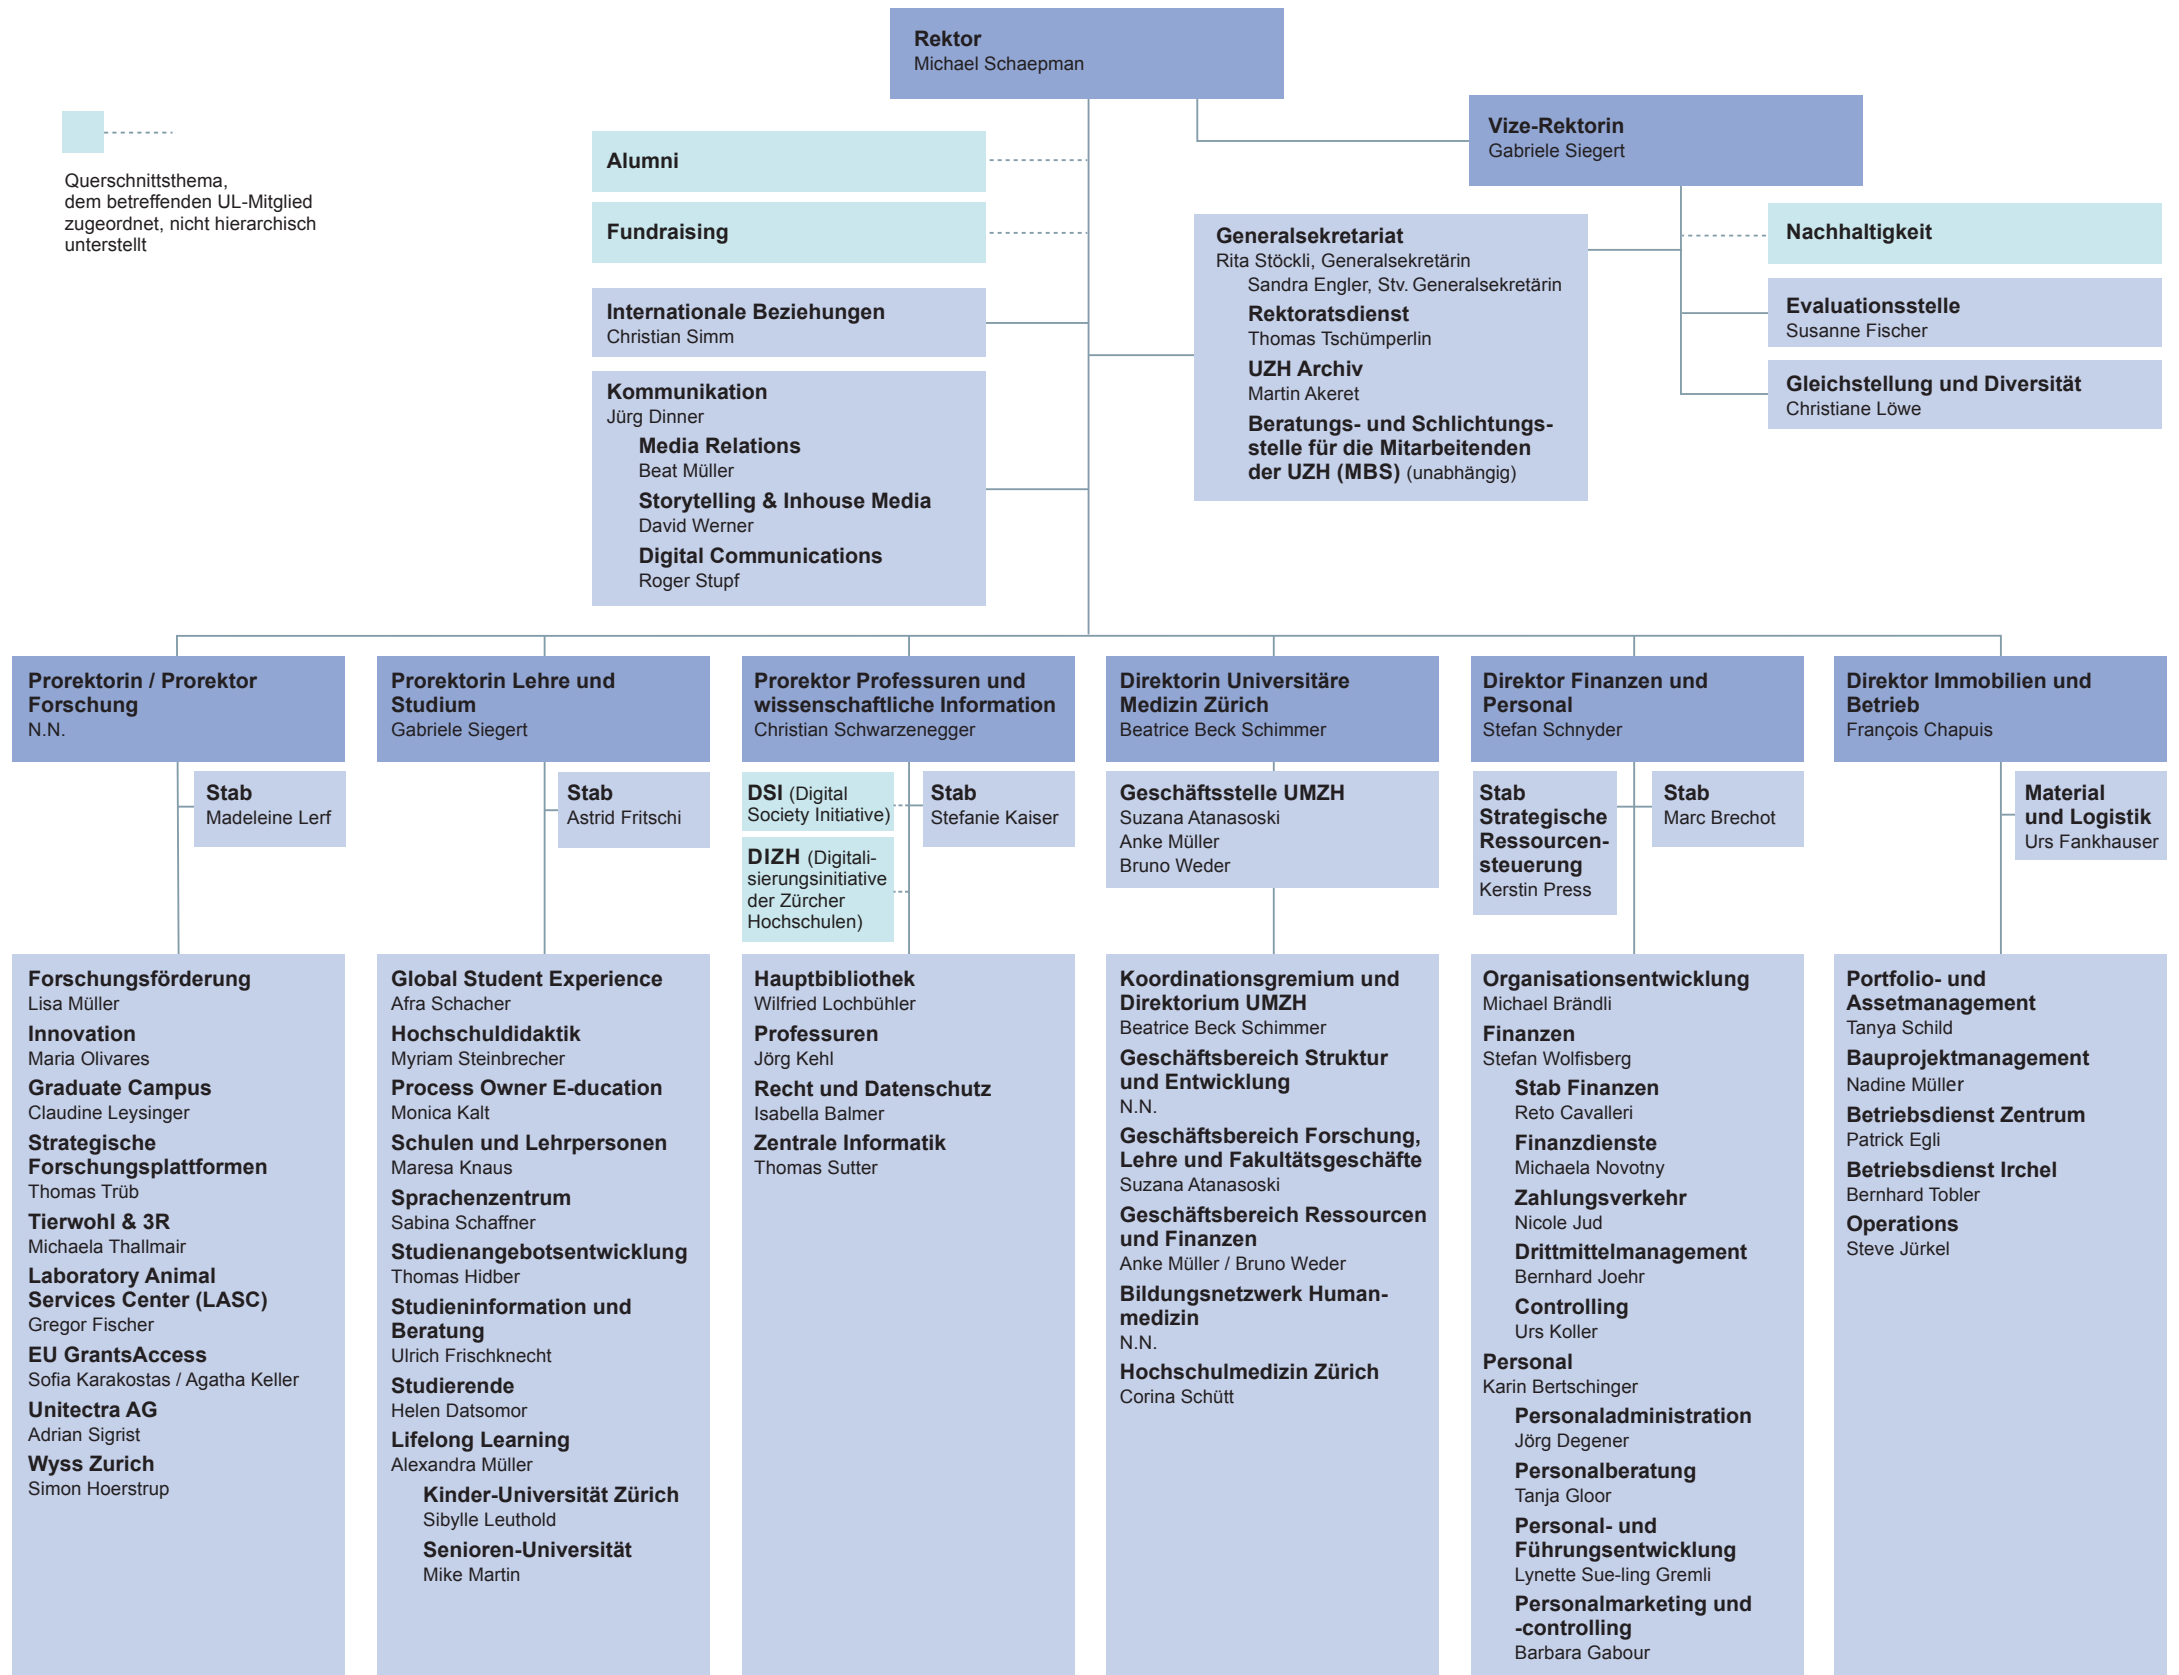 Rektor
Michael Schaepman
Vize-Rektorin
Gabriele Siegert
Querschnittsthema,
dem betreffenden UL-Mitglied
zugeordnet, nicht hierarchisch
unterstellt
Alumni
Fundraising
Internationale Beziehungen
Christian Simm
Kommunikation
Jürg Dinner
Media Relations
Beat Müller
Storytelling & Inhouse Media
David Werner
Digital Communications
Roger Stupf
Generalsekretariat
Rita Stöckli, Generalsekretärin
Sandra Engler, Stv. Generalsekretärin
Rektoratsdienst
Thomas Tschümperlin
UZH Archiv
Martin Akeret
Beratungs- und Schlichtungs-
stelle für die Mitarbeitenden
der UZH (MBS) (unabhängig)
Nachhaltigkeit
Evaluationsstelle
Susanne Fischer
Gleichstellung und Diversität
Christiane Löwe
Prorektorin / Prorektor
Forschung
N.N.
Stab
Madeleine Lerf
Forschungsförderung
Lisa Müller
Innovation
Maria Olivares
Graduate Campus
Claudine Leysinger
Strategische
Forschungsplattformen
Thomas Trüb
Tierwohl & 3R
Michaela Thallmair
Laboratory Animal
Services Center (LASC)
Gregor Fischer
EU GrantsAccess
Sofia Karakostas / Agatha Keller
Unitectra AG
Adrian Sigrist
Wyss Zurich
Simon Hoerstrup
Prorektorin Lehre und
Studium
Gabriele Siegert
Stab
Astrid Fritschi
Global Student Experience
Afra Schacher
Hochschuldidaktik
Myriam Steinbrecher
Process Owner E-ducation
Monica Kalt
Schulen und Lehrpersonen
Maresa Knaus
Sprachenzentrum
Sabina Schaffner
Studienangebotsentwicklung
Thomas Hidber
Studieninformation und
Beratung
Ulrich Frischknecht
Studierende
Helen Datsomor
Lifelong Learning
Alexandra Müller
Kinder-Universität Zürich
Sibylle Leuthold
Senioren-Universität
Mike Martin
Prorektor Professuren und
wissenschaftliche Information
Christian Schwarzenegger
DSI (Digital
Society Initiative)
DIZH (Digitali-
sierungsinitiative
der Zürcher
Hochschulen)
Stab
Stefanie Kaiser
Hauptbibliothek
Wilfried Lochbühler
Professuren
Jörg Kehl
Recht und Datenschutz
Isabella Balmer
Zentrale Informatik
Thomas Sutter
Direktorin Universitäre
Medizin Zürich
Beatrice Beck Schimmer
Geschäftsstelle UMZH
Suzana Atanasoski
Anke Müller
Bruno Weder
Koordinationsgremium und
Direktorium UMZH
Beatrice Beck Schimmer
Geschäftsbereich Struktur
und Entwicklung
N.N.
Geschäftsbereich Forschung,
Lehre und Fakultätsgeschäfte
Suzana Atanasoski
Geschäftsbereich Ressourcen
und Finanzen
Anke Müller / Bruno Weder
Bildungsnetzwerk Human-
medizin
N.N.
Hochschulmedizin Zürich
Corina Schütt
Direktor Finanzen und
Personal
Stefan Schnyder
Stab
Strategische
Ressourcen-
steuerung
Kerstin Press
Stab
Marc Brechot
Organisationsentwicklung
Michael Brändli
Finanzen
Stefan Wolfisberg
Stab Finanzen
Reto Cavalleri
Finanzdienste
Michaela Novotny
Zahlungsverkehr
Nicole Jud
Drittmittelmanagement
Bernhard Joehr
Controlling
Urs Koller
Personal
Karin Bertschinger
Personaladministration
Jörg Degener
Personalberatung
Tanja Gloor
Personal- und
Führungsentwicklung
Lynette Sue-ling Gremli
Personalmarketing und
-controlling
Barbara Gabour
Direktor Immobilien und
Betrieb
François Chapuis
Material
und Logistik
Urs Fankhauser
Portfolio- und
Assetmanagement
Tanya Schild
Bauprojektmanagement
Nadine Müller
Betriebsdienst Zentrum
Patrick Egli
Betriebsdienst Irchel
Bernhard Tobler
Operations
Steve Jürkel